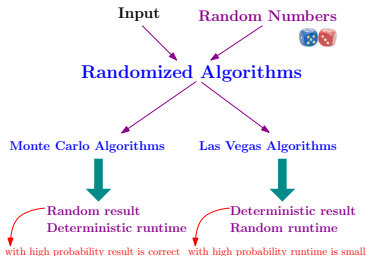 Input
Random Numbers
Randomized Algorithms
Monte Carlo Algorithms
Las Vegas Algorithms
Random result
Deterministic runtime
Deterministic result
Random runtime
with high probability result is correct
with high probability runtime is small